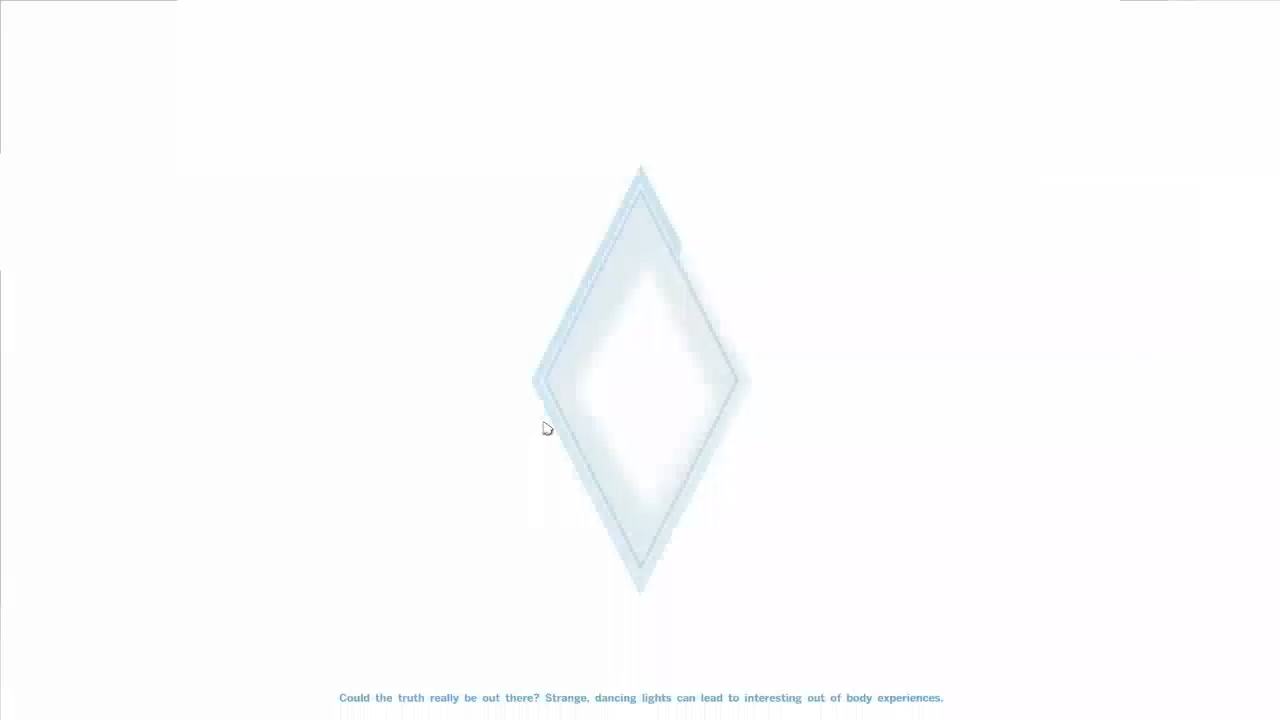 Could the truth really be out there? Strange, dancing lights can lead to interesting out of body experiences.